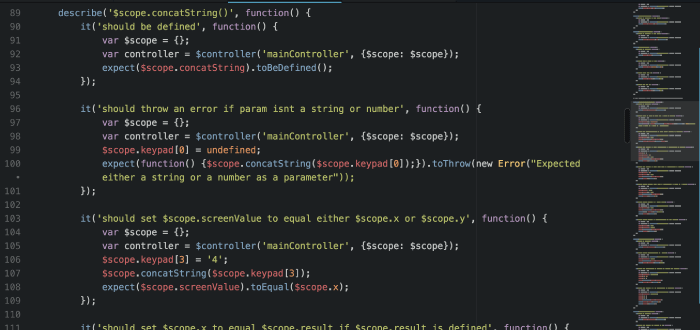 89 describe('$scope.concatString()', function() {
90 it('should be defined', function() {
91 var $scope = {};
92 var controller = $controller('mainController', {$scope: $scope});
93 expect($scope.concatString).toBeDefined();
94 });
95
96 it('should throw an error if param isnt a string or number', function() {
97 var $scope = {};
98 var controller = $controller('mainController', {$scope: $scope});
99 $scope.keypad[0] = undefined;
100 expect(function() {$scope.concatString($scope.keypad[0]);}).toThrow(new Error("Expected
• either a string or a number as a parameter"));
101 });
102
103 it('should set $scope.screenValue to equal either $scope.x or $scope.y', function() {
104 var $scope = {};
105 var controller = $controller('mainController', {$scope: $scope});
106 $scope.keypad[3] = '4';
107 $scope.concatString($scope.keypad[3]);
108 expect($scope.screenValue).toEqual($scope.x);
109 });
110
111 it('should set $scope.x to equal $scope.result if $scope.result is defined', function() {